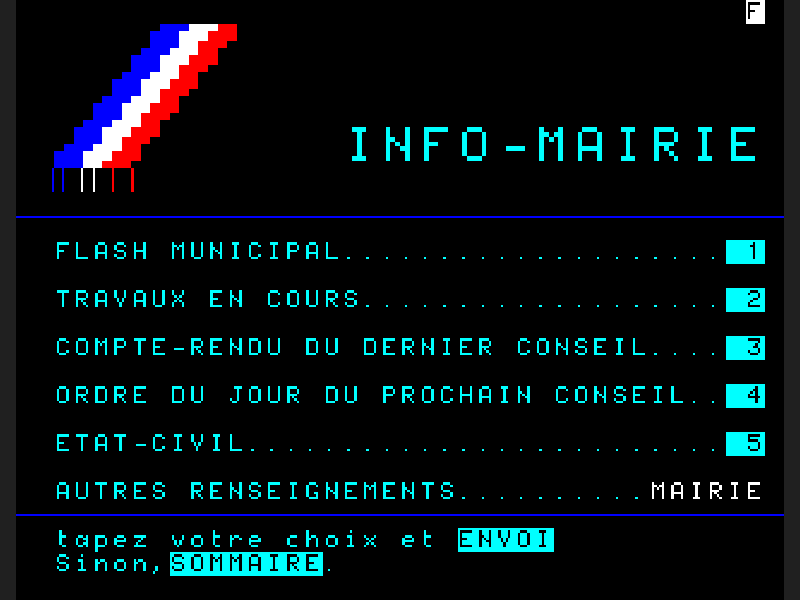 F
INFO-MAIRIE
FLASH MUNICIPAL.................... 1
TRAVAUX EN COURS................... 2
COMPTE-RENDU DU DERNIER CONSEIL.... 3
ORDRE DU JOUR DU PROCHAIN CONSEIL.. 4
ETAT-CIVIL......................... 5
AUTRES RENSEIGNEMENTS..........MAIRIE
tapez votre choix et ENVOI
Sinon, SOMMAIRE.